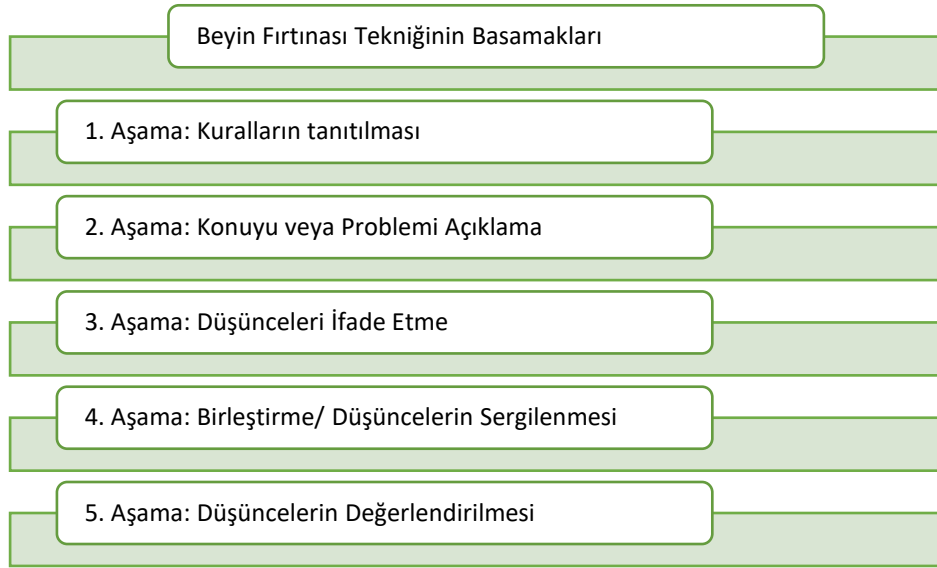 Beyin Fırtınası Tekniğinin Basamakları
1. Aşama: Kuralların tanıtılması
2. Aşama: Konuyu veya Problemi Açıklama
3. Aşama: Düşünceleri İfade Etme
4. Aşama: Birleştirme/ Düşüncelerin Sergilenmesi
5. Aşama: Düşüncelerin Değerlendirilmesi